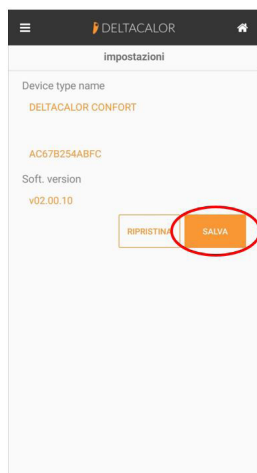 DELTACALOR
impostazioni
Device type name
DELTACALOR CONFORT
AC67B254ABFC
Soft. version
v02.00.10
RIPRISTINA SALVA